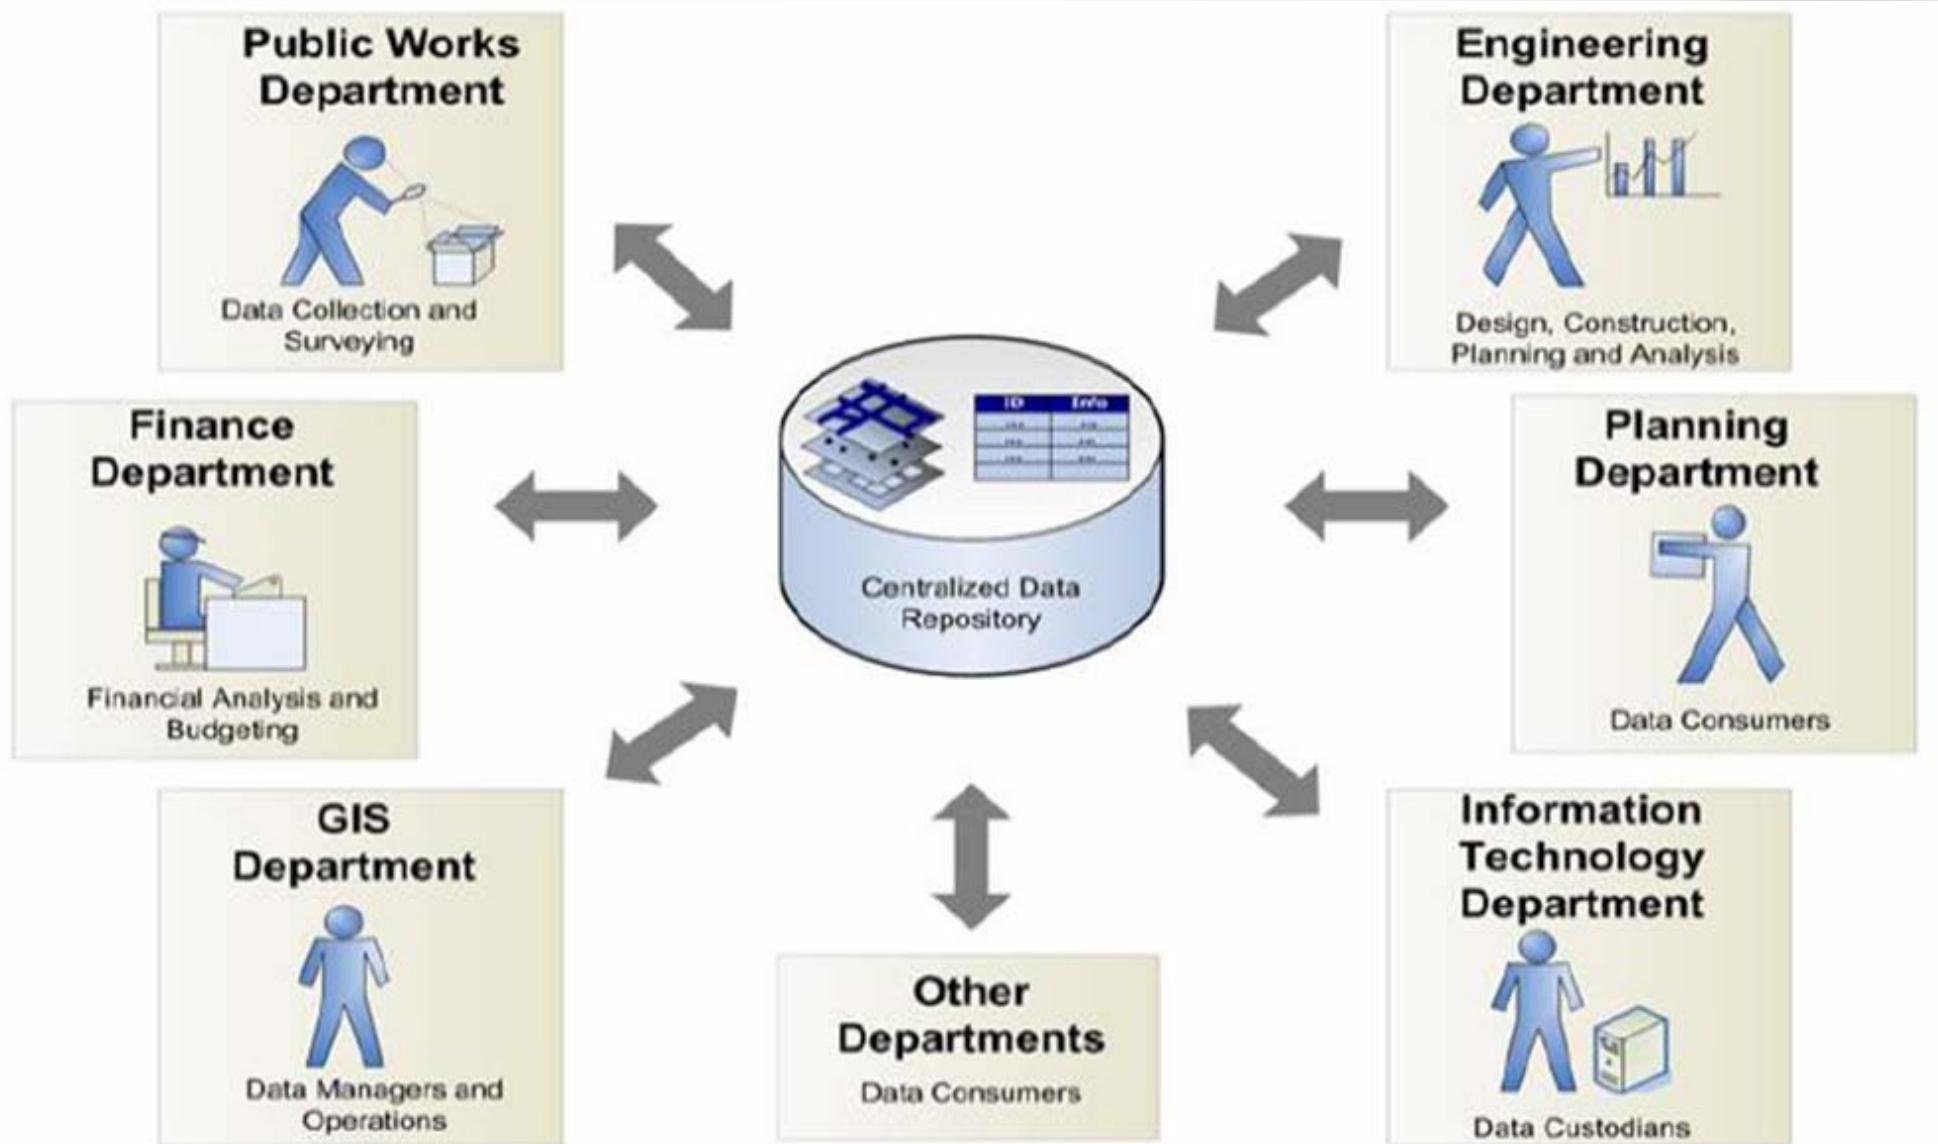 Public Works
Department
Data Collection and
Surveying
Engineering
Department
Design, Construction,
Planning and Analysis
Finance
Department
Financial Analysis and
Budgeting
ID Info
Centralized Data
Repository
Planning
Department
Data Consumers
GIS
Department
Data Managers and
Operations
Other
Departments
Data Consumers
Information
Technology
Department
Data Custodians